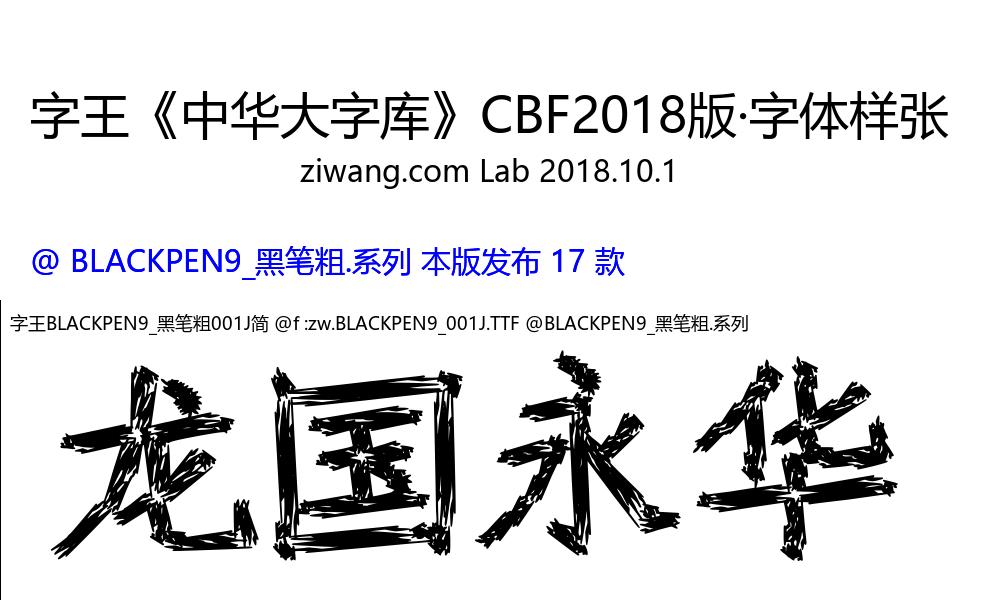 字王《中华大字库》CBF2018版·字体样张
ziwang.com Lab 2018.10.1
@ BLACKPEN9_黑笔粗.系列 本版发布 17 款
字王BLACKPEN9_黑笔粗001J简 @f :zw.BLACKPEN9_001J.TTF @BLACKPEN9_黑笔粗.系列
龙国永华